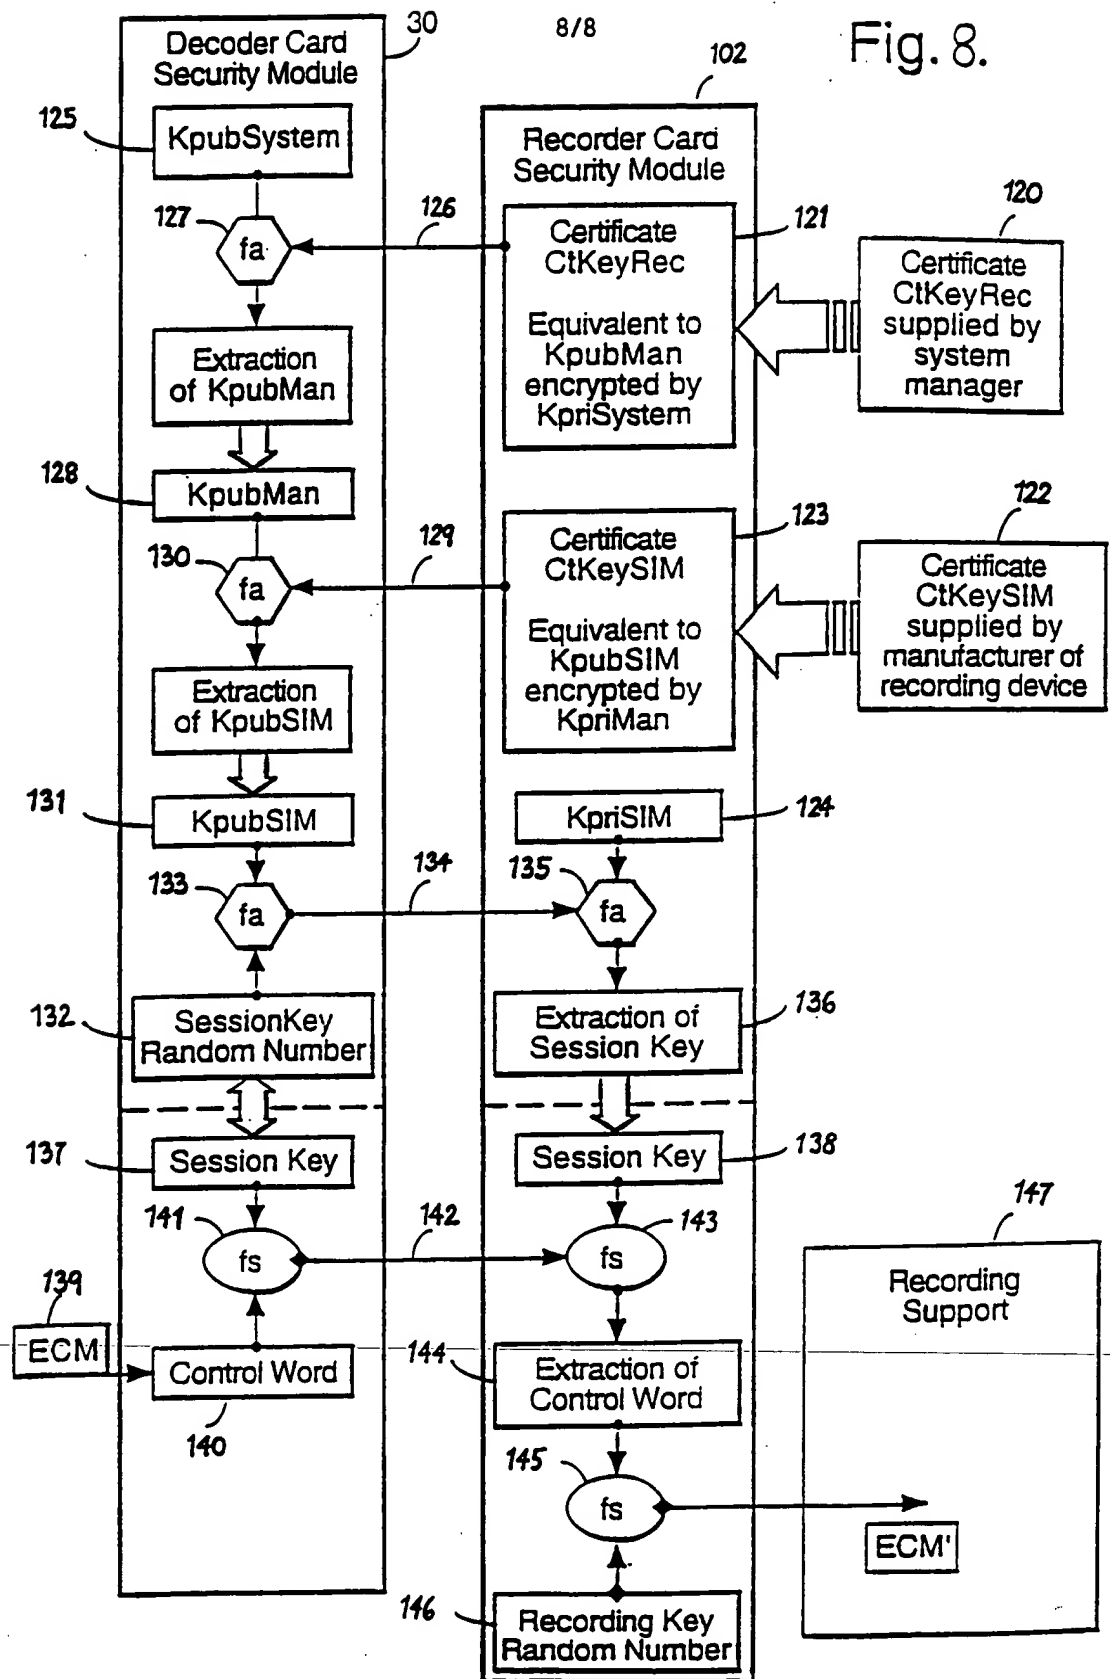 8/8
Fig. 8.
30
Decoder Card
Security Module
125
KpubSystem
127
fa
126
Extraction
of KpubMan
128
KpubMan
130
fa
129
Extraction
of KpubSIM
131
KpubSIM
133
fa
134
132
SessionKey
Random Number
137
Session Key
141
fs
142
139
ECM
Control Word
140
102
Recorder Card
Security Module
121
Certificate
CtKeyRec
Equivalent to
KpubMan
encrypted by
KpriSystem
120
Certificate
CtKeyRec
supplied by
system
manager
123
Certificate
CtKeySIM
Equivalent to
KpubSIM
encrypted by
KpriMan
122
Certificate
CtKeySIM
supplied by
manufacturer of
recording device
KpriSIM
124
135
fa
Extraction of
Session Key
136
Session Key
138
fs
143
144
Extraction of
Control Word
145
fs
146
Recording Key
Random Number
147
Recording
Support
ECM'